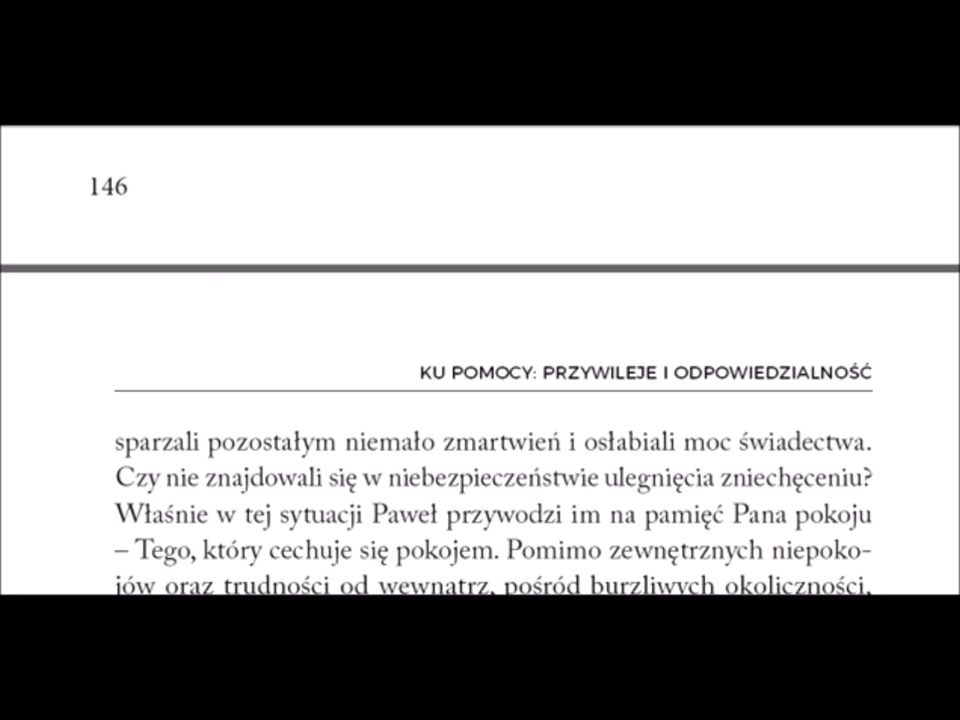 146
KU POMOCY: PRZYWILEJE I ODPOWIEDZIALNOŚĆ
sparzali pozostałym niemało zmartwień i osłabiali moc świadectwa.
Czy nie znajdowali się w niebezpieczeństwie ulegnięcia zniechęceniu?
Właśnie w tej sytuacji Paweł przywodzi im na pamięć Pana pokoju
– Tego, który cechuje się pokojem. Pomimo zewnętrznych niepoko-
jów oraz trudności od wewnątrz, pośród burzliwych okoliczności,